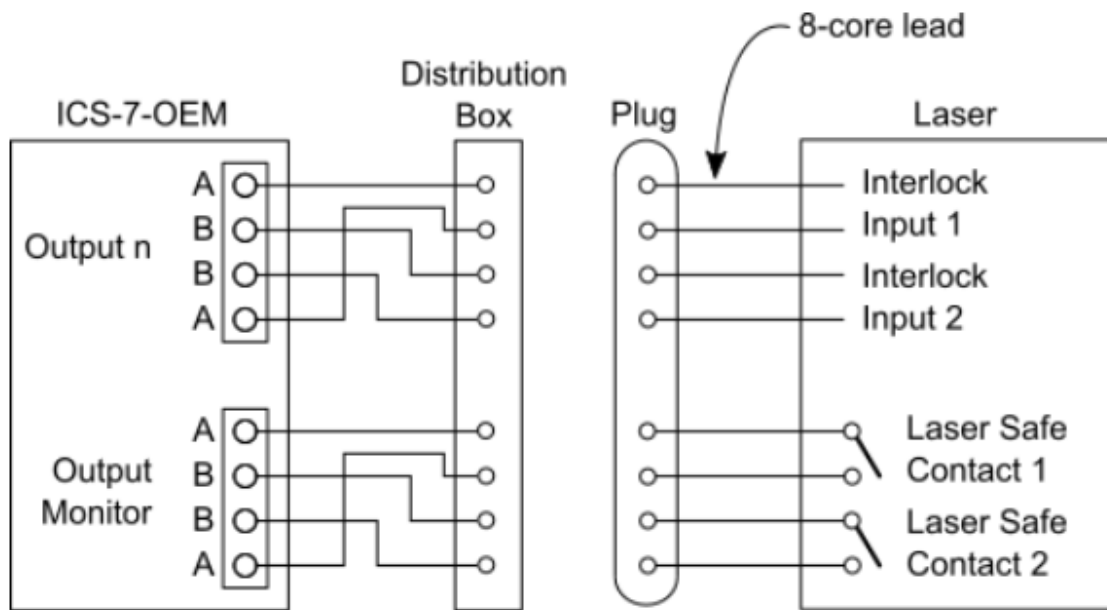 8-core lead
Distribution
ICS-7-OEM
Box
Plug
Laser
A
B
B
A
Output n
Interlock
Input 1
Interlock
Input 2
A
B
B
A
Output
Monitor
Laser Safe
Contact 1
Laser Safe
Contact 2